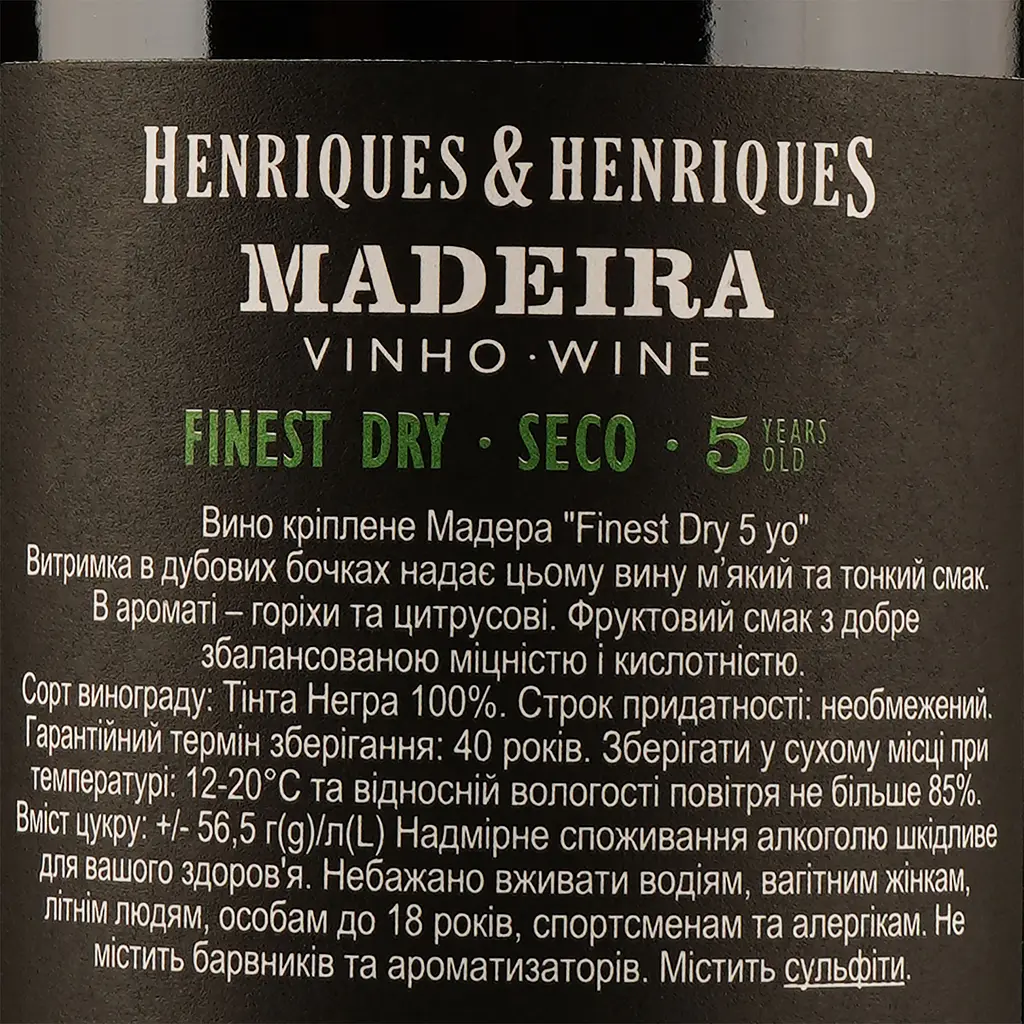 HENRIQUES & HENRIQUES
MADEIRA
VINHO · WINE
FINEST DRY · SECO · 5 YEARS OLD
Вино кріплене Мадера "Finest Dry 5 yo"
Витримка в дубових бочках надає цьому вину м'який та тонкий смак.
В ароматі – горіхи та цитрусові. Фруктовий смак з добре
збалансованою міцністю і кислотністю.
Сорт винограду: Тінта Негра 100%. Строк придатності: необмежений.
Гарантійний термін зберігання: 40 років. Зберігати у сухому місці при
температурі: 12-20°C та відносній вологості повітря не більше 85%.
Вміст цукру: +/- 56,5 г(g)/л(L) Надмірне споживання алкоголю шкідливе
для вашого здоров'я. Небажано вживати водіям, вагітним жінкам,
літнім людям, особам до 18 років, спортсменам та алергікам. Не
містить барвників та ароматизаторів. Містить сульфіти.